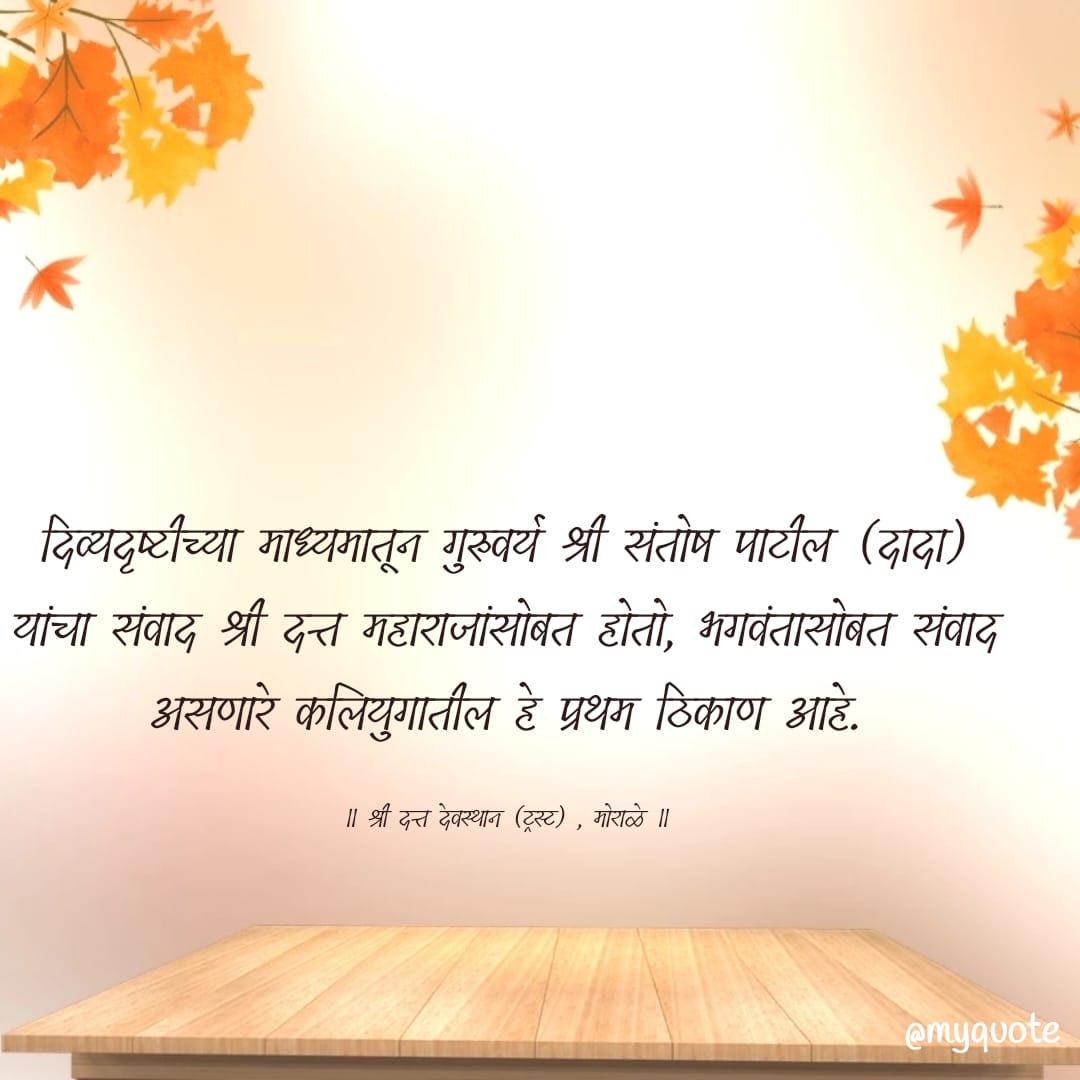 दिव्यदृष्टीच्या माध्यमातून गुरुवर्य श्री संतोष पाटील (दादा)
यांचा संवाद श्री दत्त महाराजांसोबत होतो, भगवंतासोबत संवाद
असणारे कलियुगातील हे प्रथम ठिकाण आहे.
॥ श्री दत्त देवस्थान (ट्रस्ट) , मोराळे ॥
@myquote